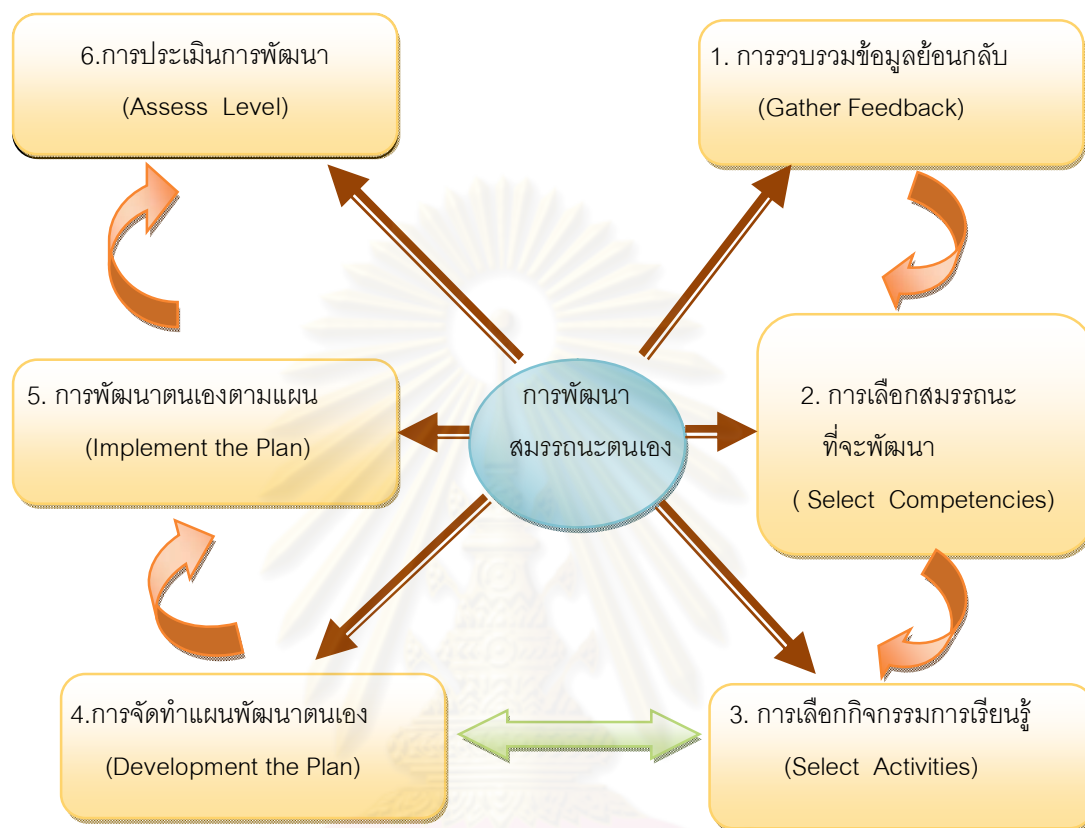 6.การประเมินการพัฒนา
(Assess Level)
1. การรวบรวมข้อมูลย้อนกลับ
(Gather Feedback)
การพัฒนา
สมรรถนะตนเอง
2. การเลือกสมรรถนะ
ที่จะพัฒนา
( Select Competencies)
5. การพัฒนาตนเองตามแผน
(Implement the Plan)
4.การจัดทำแผนพัฒนาตนเอง
(Development the Plan)
3. การเลือกกิจกรรมการเรียนรู้
(Select Activities)